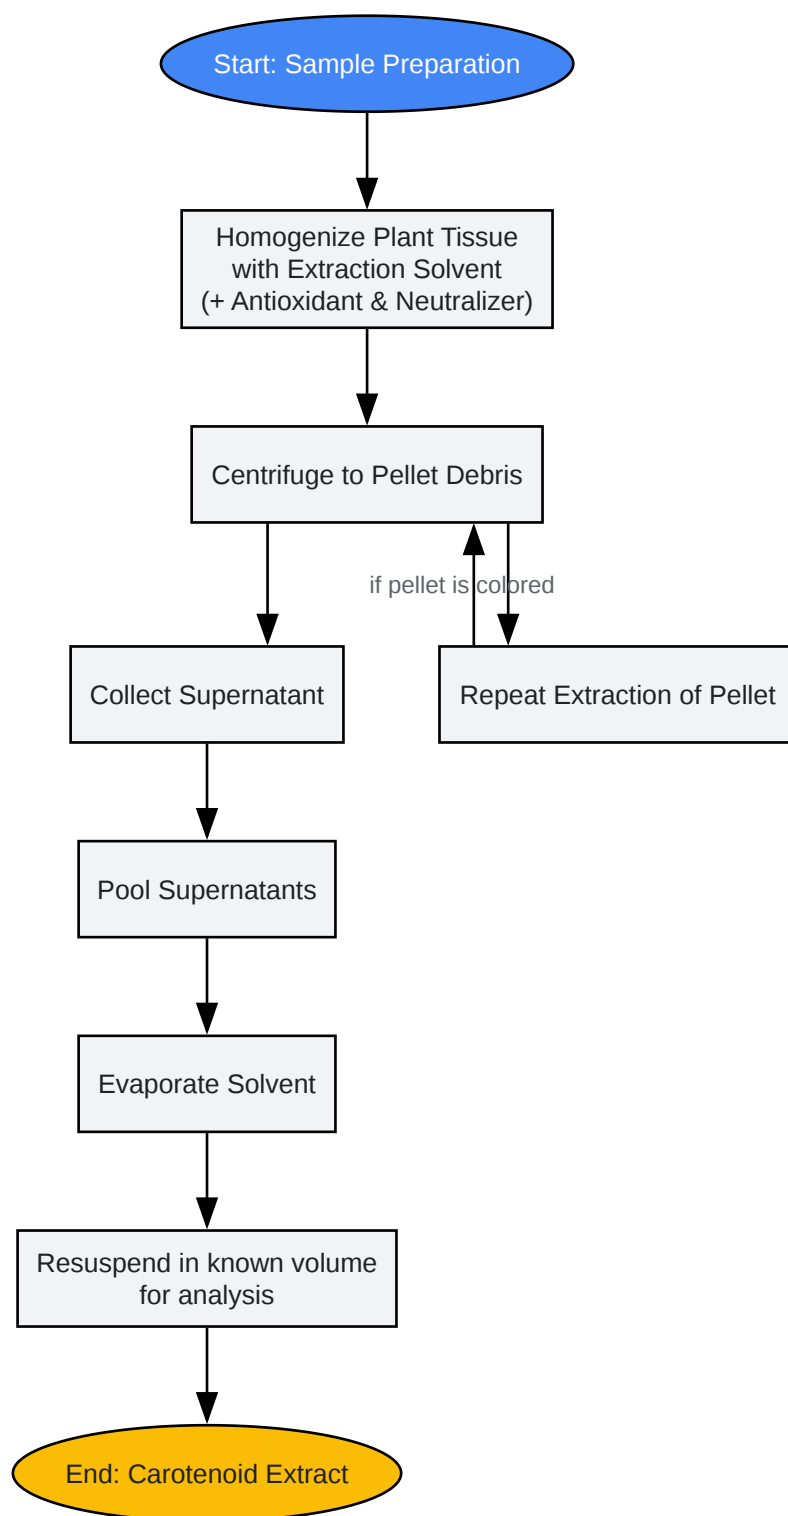 Start: Sample Preparation
Homogenize Plant Tissue
with Extraction Solvent
(+ Antioxidant & Neutralizer)
Centrifuge to Pellet Debris
if pellet is colored
Collect Supernatant
Repeat Extraction of Pellet
Pool Supernatants
Evaporate Solvent
Resuspend in known volume
for analysis
End: Carotenoid Extract